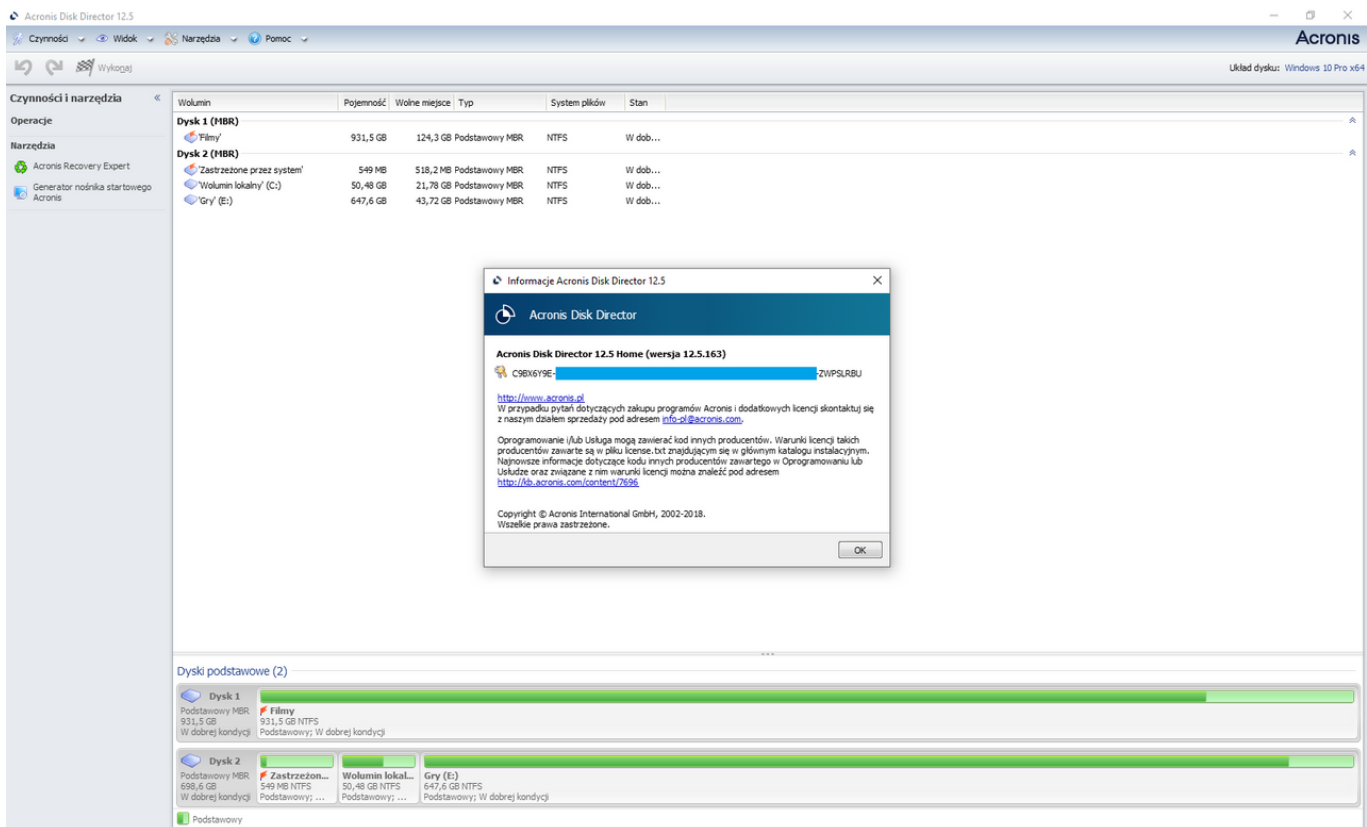 Acronis Disk Director 12.5
Czynności Widok Narzędzia Pomoc
Acronis
Wykonaj
Układ dysku: Windows 10 Pro x64
Czynności i narzędzia «
Operacje
Narzędzia
Acronis Recovery Expert
Generator nośnika startowego
Acronis
Wolumin Pojemność Wolne miejsce Typ System plików Stan
Dysk 1 (MBR)
'Filmy' 931,5 GB 124,3 GB Podstawowy MBR NTFS W dob...
Dysk 2 (MBR)
'Zastrzeżone przez system' 549 MB 518,2 MB Podstawowy MBR NTFS W dob...
'Wolumin lokalny' (C:) 50,48 GB 21,78 GB Podstawowy MBR NTFS W dob...
'Gry' (E:) 647,6 GB 43,72 GB Podstawowy MBR NTFS W dob...
Informacje Acronis Disk Director 12.5
Acronis Disk Director
Acronis Disk Director 12.5 Home (wersja 12.5.163)
C9BX6Y9E- -ZWPSLRBU
http://www.acronis.pl
W przypadku pytań dotyczących zakupu programów Acronis i dodatkowych licencji skontaktuj się
z naszym działem sprzedaży pod adresem info-pl@acronis.com.
Oprogramowanie i/lub Usługa mogą zawierać kod innych producentów. Warunki licencji takich
producentów zawarte są w pliku license.txt znajdującym się w głównym katalogu instalacyjnym.
Najnowsze informacje dotyczące kodu innych producentów zawartego w Oprogramowaniu lub
Usłudze oraz związane z nim warunki licencji można znaleźć pod adresem
http://kb.acronis.com/content/7696
Copyright © Acronis International GmbH, 2002-2018.
Wszelkie prawa zastrzeżone.
OK
Dyski podstawowe (2)
Dysk 1
Podstawowy MBR
931,5 GB
W dobrej kondycji
Filmy
931,5 GB NTFS
Podstawowy; W dobrej kondycji
Dysk 2
Podstawowy MBR
698,6 GB
W dobrej kondycji
Zastrzeżon...
549 MB NTFS
Podstawowy; ...
Wolumin lokal...
50,48 GB NTFS
Podstawowy; ...
Gry (E:)
647,6 GB NTFS
Podstawowy; W dobrej kondycji
Podstawowy